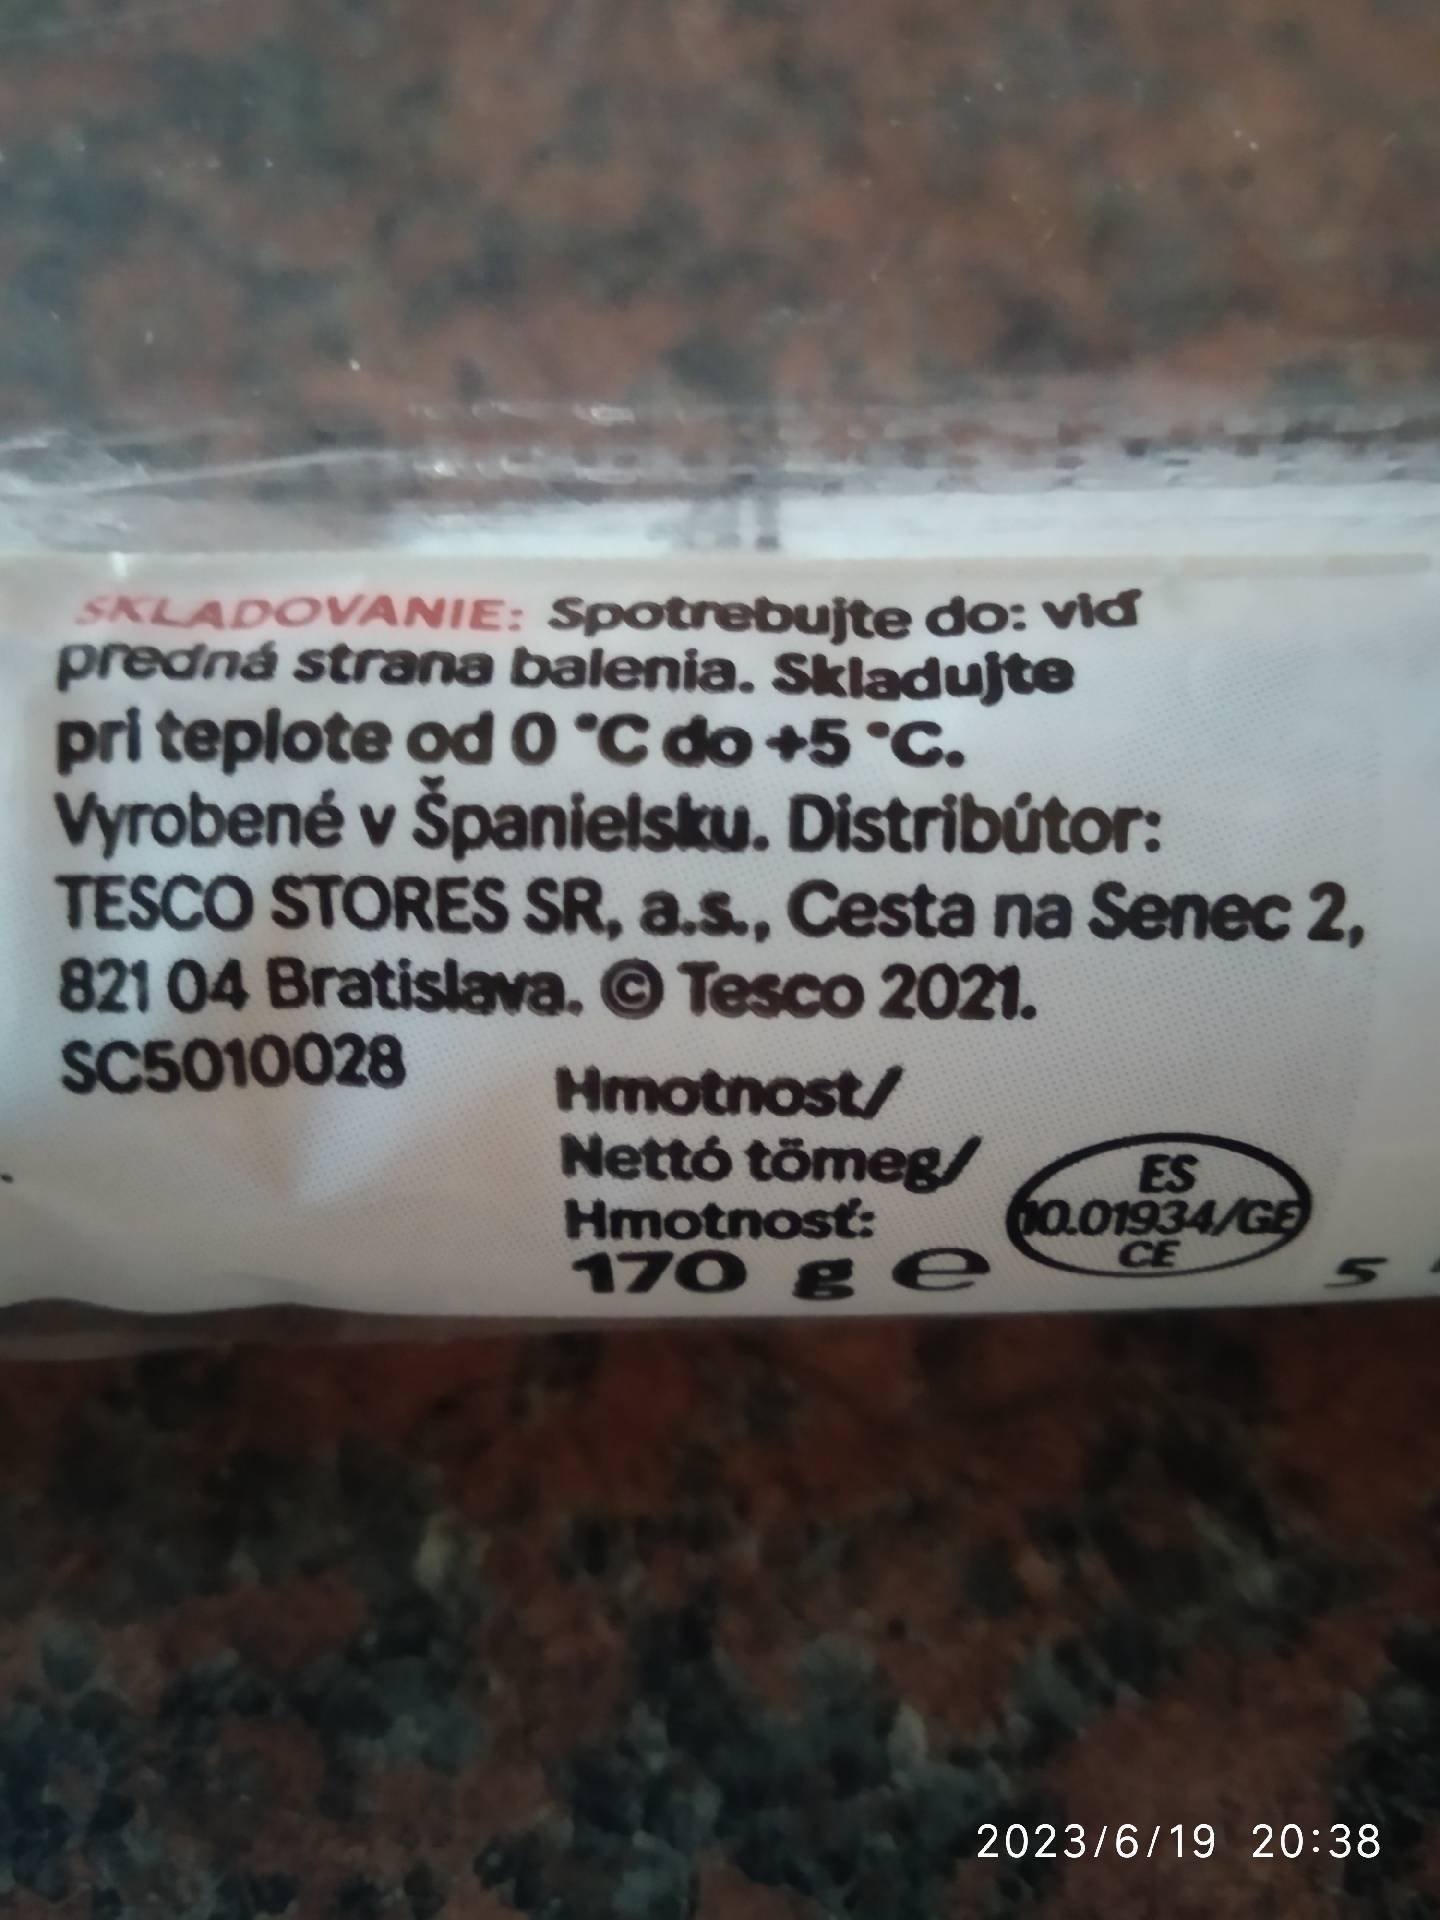 SKLADOVANIE: Spotrebujte do: viď
predná strana balenia. Skladujte
pri teplote od 0 °C do +5 °C.
Vyrobené v Španielsku. Distribútor:
TESCO STORES SR, a.s., Cesta na Senec 2,
821 04 Bratislava. © Tesco 2021.
SC5010028
Hmotnost/
Nettó tömeg/
Hmotnosť:
170 g e
ES
10.01934/GE
CE
5
2023/6/19 20:38